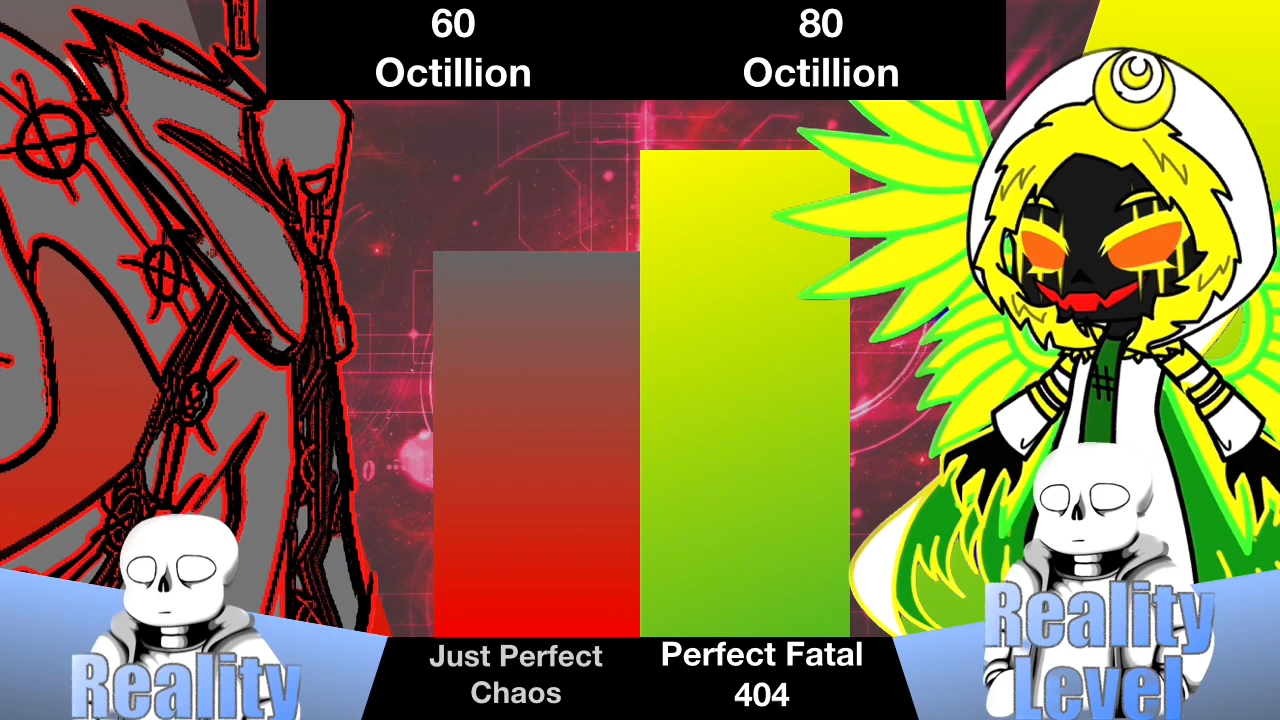 60
Octillion
80
Octillion
Just Perfect
Chaos
Perfect Fatal
404
Reality
Reality
Level